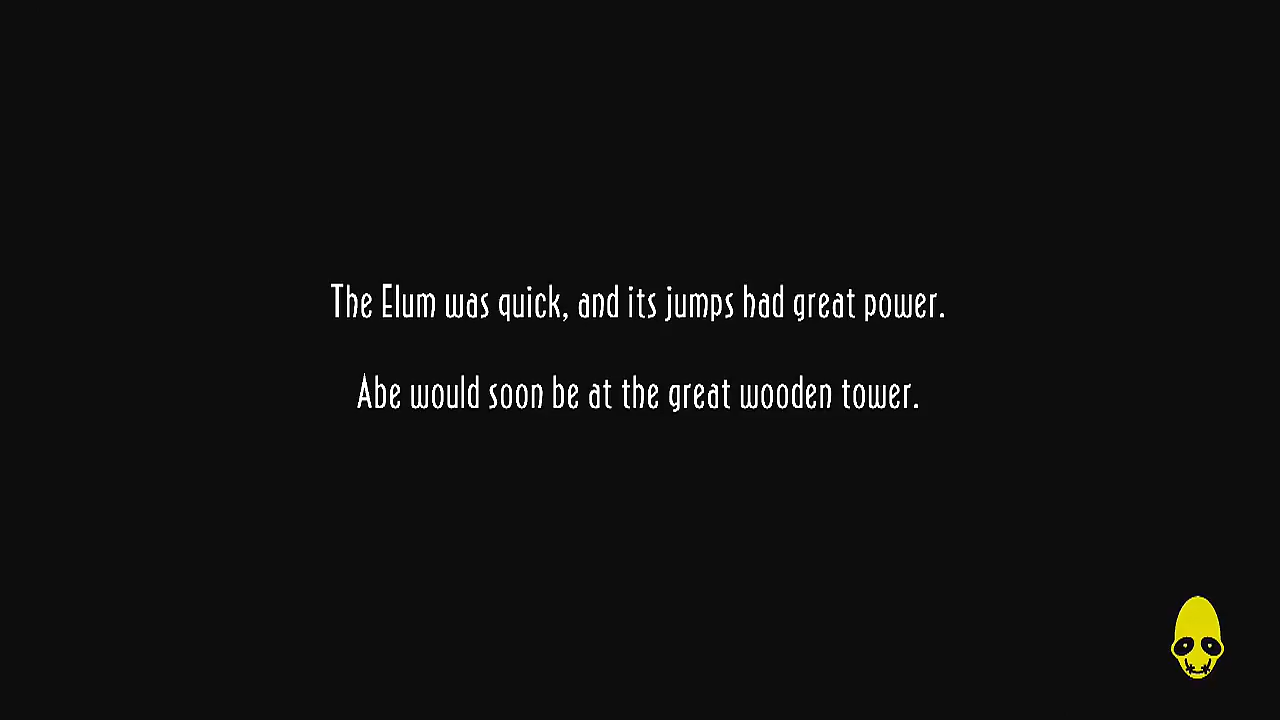 The Elum was quick, and its jumps had great power.
Abe would soon be at the great wooden tower.